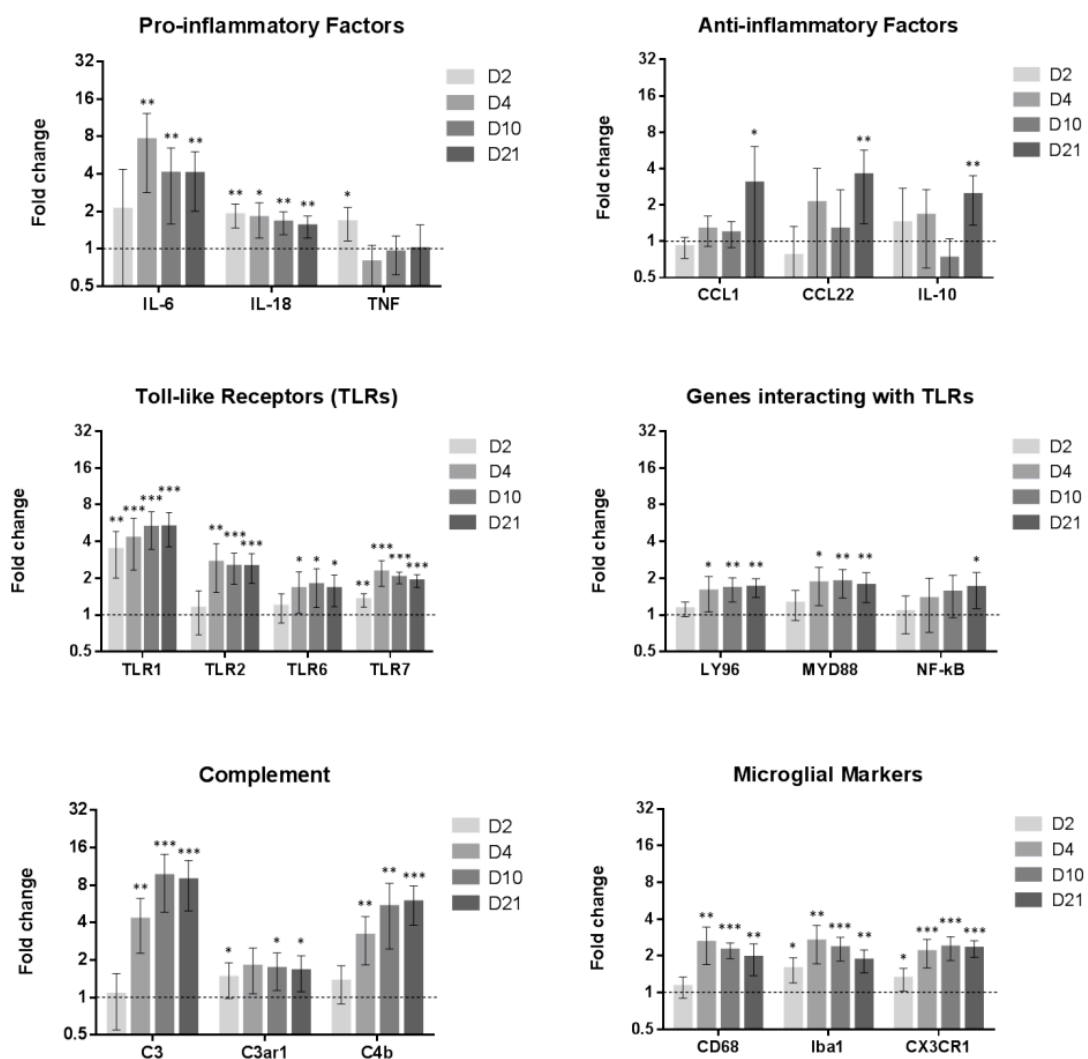 Pro-inflammatory Factors
Fold change
32
16
8
4
2
1
0.5
** ** **
** * ** **
*
IL-6 IL-18 TNF
D2
D4
D10
D21
Anti-inflammatory Factors
Fold change
32
16
8
4
2
1
0.5
* ** **
CCL1 CCL22 IL-10
D2
D4
D10
D21
Toll-like Receptors (TLRs)
Fold change
32
16
8
4
2
1
0.5
** *** *** ***
** *** ***
* * *
** *** *** ***
TLR1 TLR2 TLR6 TLR7
D2
D4
D10
D21
Genes interacting with TLRs
Fold change
32
16
8
4
2
1
0.5
* ** **
* ** **
*
LY96 MYD88 NF-kB
D2
D4
D10
D21
Complement
Fold change
32
16
8
4
2
1
0.5
** *** ***
* * *
** ** ***
C3 C3ar1 C4b
D2
D4
D10
D21
Microglial Markers
Fold change
32
16
8
4
2
1
0.5
** *** **
* ** *** **
* *** *** ***
CD68 Iba1 CX3CR1
D2
D4
D10
D21